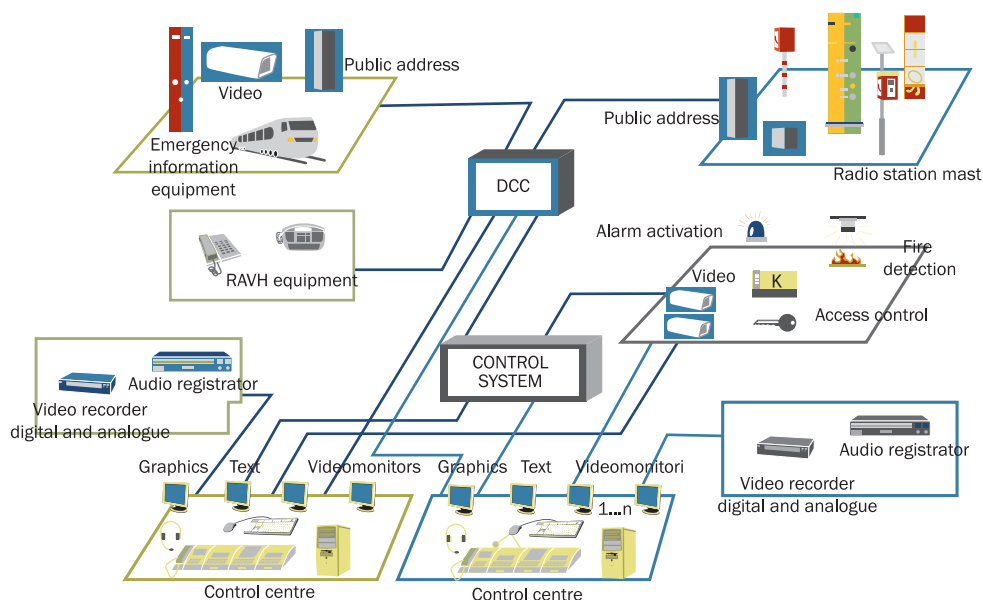 Video
Public address
Emergency
information
equipment
Public address
SOS
Radio station mast
DCC
RAVH equipment
Alarm activation
Fire
detection
Video
K
Access control
CONTROL
SYSTEM
Audio registrator
Video recorder
digital and analogue
Graphics
Text
Videomonitors
Graphics
Text
Videomonitori
1...n
Audio registrator
Video recorder
digital and analogue
Control centre
Control centre